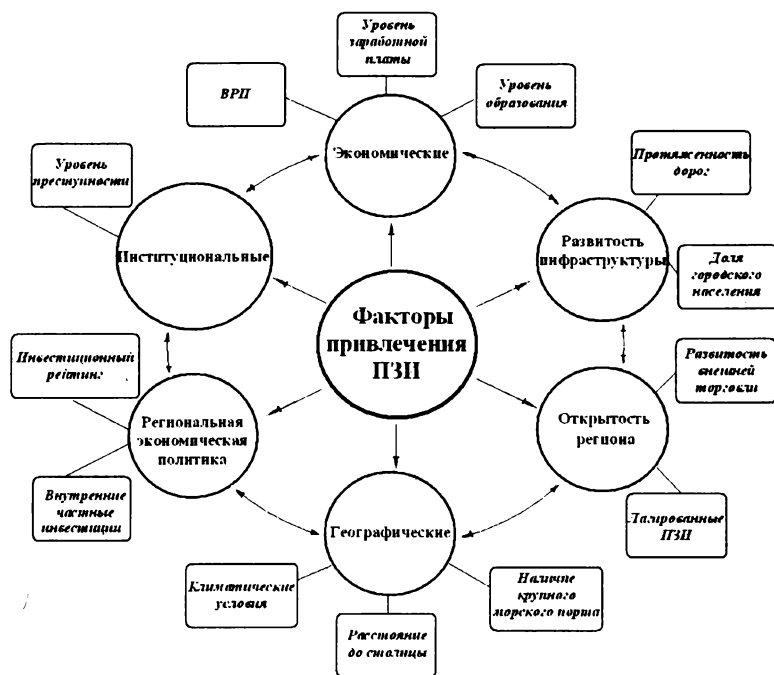 Уровень
заработной
платы
ВРП
Уровень
образования
Экономические
Уровень
преступности
Протяженность
дорог
Институциональные
Развитость
инфраструктуры
Доля
городского
населения
Факторы
привлечения
ПЗИ
Инвестиционный
рейтинг
Развитость
внешней
торговли
Региональная
экономическая
политика
Открытость
региона
Внутренние
частные
инвестиции
Лагированные
ПЗИ
Географические
Климатические
условия
Наличие
крупного
морского порта
Расстояние
до столицы